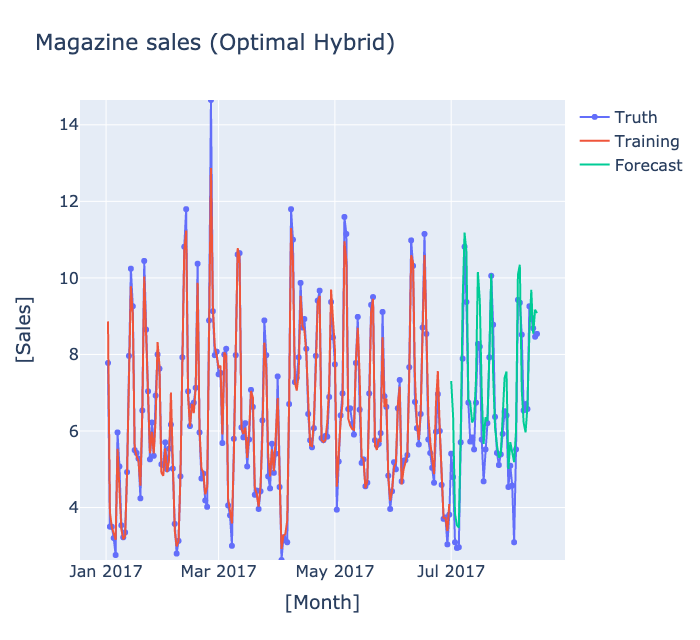 Magazine sales (Optimal Hybrid)
Truth
Training
Forecast
14
12
10
8
6
4
[Sales]
Jan 2017
Mar 2017
May 2017
Jul 2017
[Month]